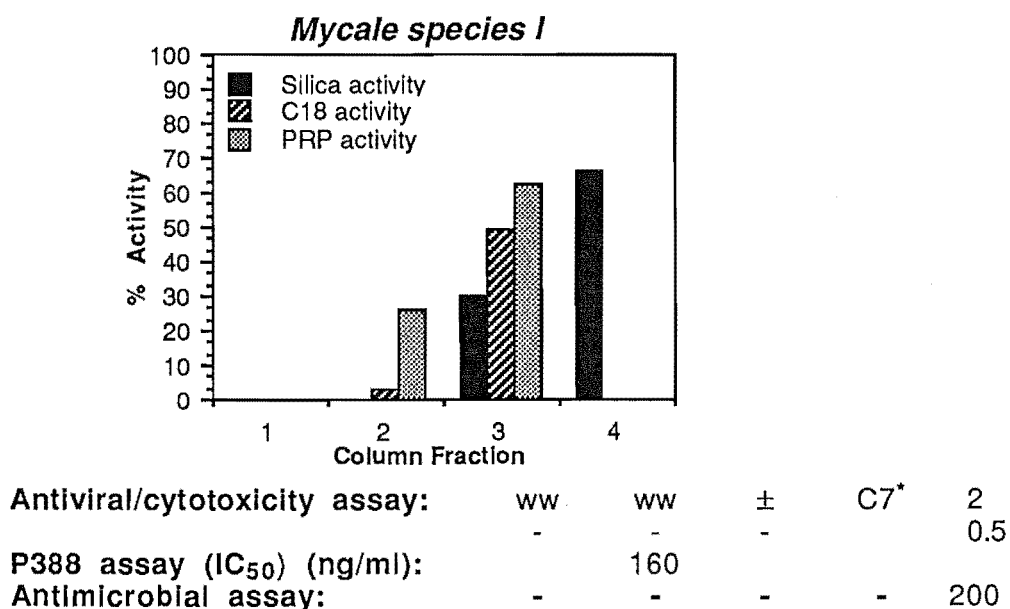 Mycale species I
100
90
80
70
60
50
40
30
20
10
0
% Activity
Silica activity
C18 activity
PRP activity
1 2 3 4
Column Fraction
Antiviral/cytotoxicity assay: ww ww ± C7* 2
- - - 0.5
P388 assay (IC50) (ng/ml): 160
Antimicrobial assay: - - - - 200